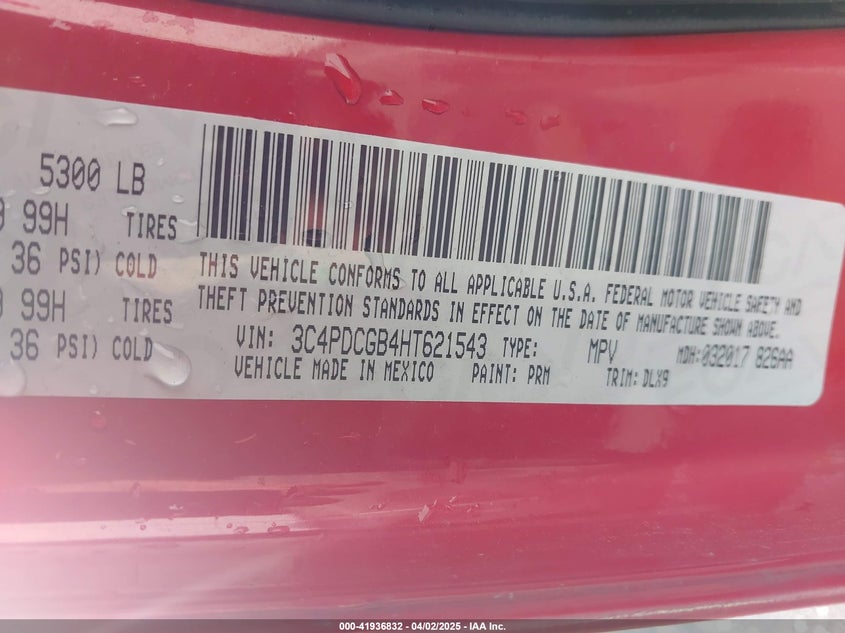 5300 LB
99H TIRES
36 PSI) COLD
99H TIRES
36 PSI) COLD
THIS VEHICLE CONFORMS TO ALL APPLICABLE U.S.A. FEDERAL MOTOR VEHICLE SAFETY AND
THEFT PREVENTION STANDARDS IN EFFECT ON THE DATE OF MANUFACTURE SHOWN ABOVE.
VIN: 3C4PDCGB4HT621543 TYPE: MPV MDH:032017 826AA
VEHICLE MADE IN MEXICO PAINT: PRM TRIM: DLX9
000-41936832 - 04/02/2025 - IAA Inc.